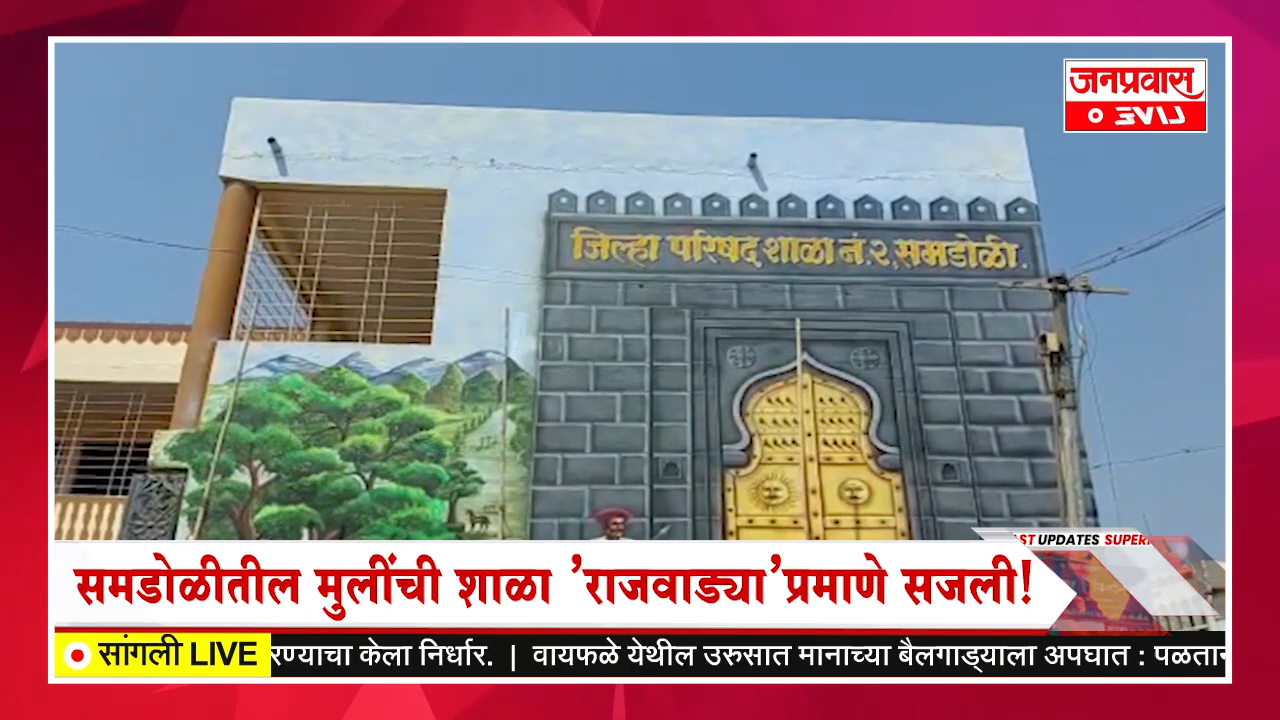 जनप्रवास
LIVE
जिल्हा परिषद शाळा नं.२, समडोळी.
UPDATES
समडोळीतील मुलींची शाळा 'राजवाड्या'प्रमाणे सजली!
सांगली LIVE
रण्याचा केला निर्धार. | वायफळे येथील उरुसात मानाच्या बैलगाड्याला अपघात : पळतान